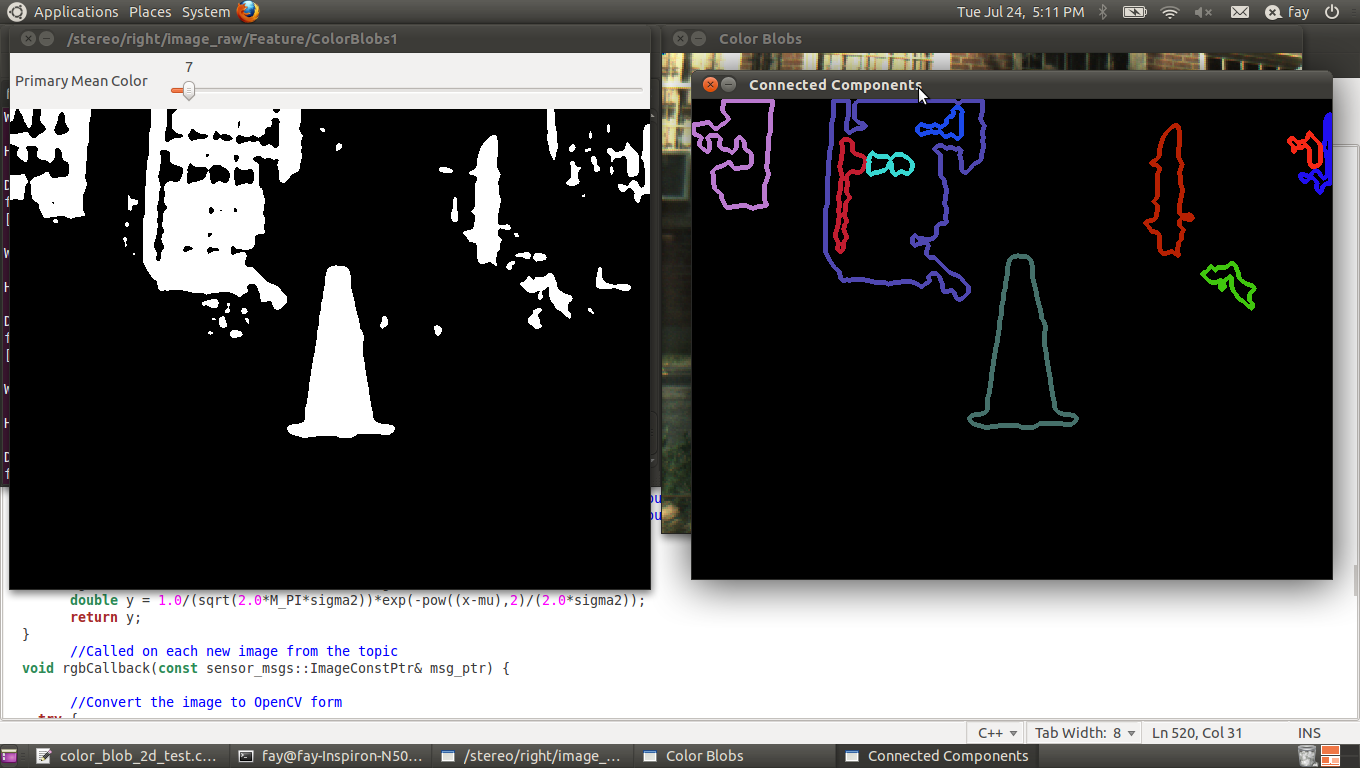 Applications Places System
Tue Jul 24, 5:11 PM
fay
/stereo/right/image_raw/Feature/ColorBlobs1
Color Blobs
Primary Mean Color
7
Connected Components
double y = 1.0/(sqrt(2.0*M_PI*sigma2))*exp(-pow((x-mu),2)/(2.0*sigma2));
return y;
}
//Called on each new image from the topic
void rgbCallback(const sensor_msgs::ImageConstPtr& msg_ptr) {
//Convert the image to OpenCV form
try {
C++
Tab Width: 8
Ln 520, Col 31
INS
color_blob_2d_test.c...
fay@fay-Inspiron-N50...
/stereo/right/image_...
Color Blobs
Connected Components